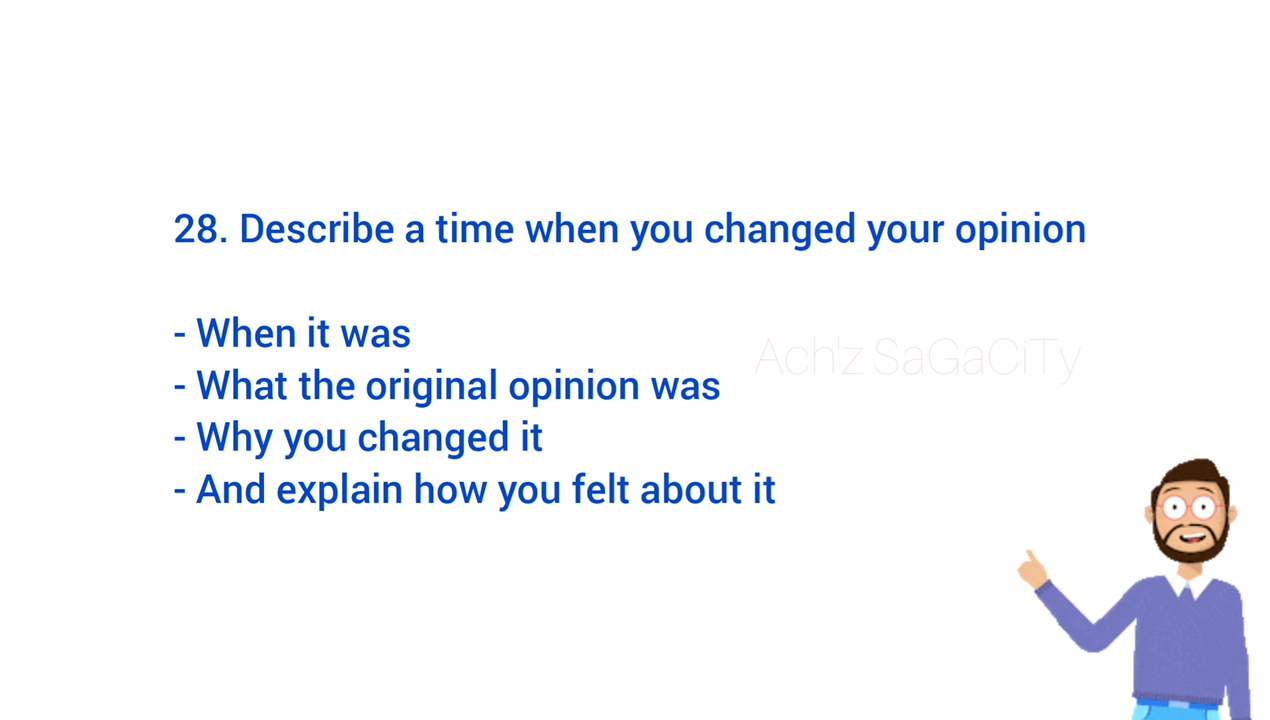 28. Describe a time when you changed your opinion
- When it was
- What the original opinion was
Ach'z SaGaCiTy
- Why you changed it
- And explain how you felt about it